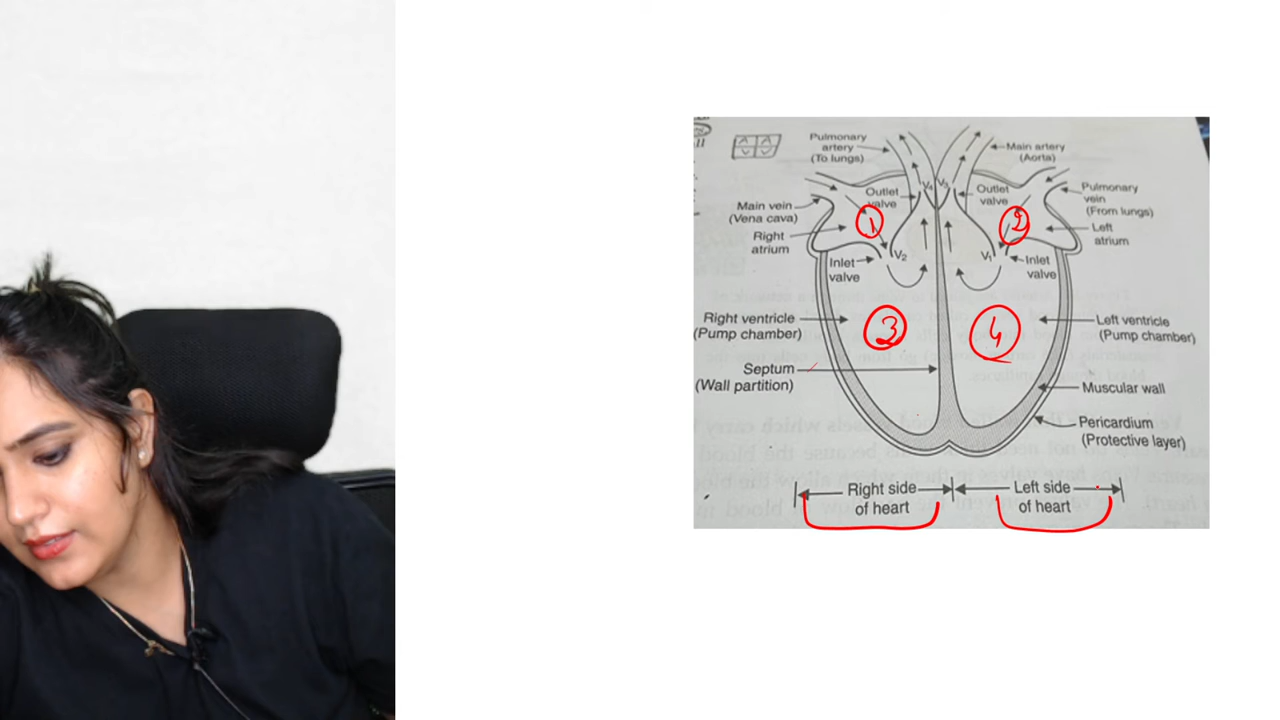 ll
A A
V V
Pulmonary
artery
(To lungs)
Main artery
(Aorta)
Main vein
(Vena cava)
Outlet
valve
V4
V3
Outlet
valve
Pulmonary
vein
(From lungs)
Right
atrium
1
2
Left
atrium
Inlet
valve
V2
V1
Inlet
valve
Right ventricle
(Pump chamber)
3
4
Left ventricle
(Pump chamber)
Septum
(Wall partition)
Muscular wall
Pericardium
(Protective layer)
Right side
of heart
Left side
of heart